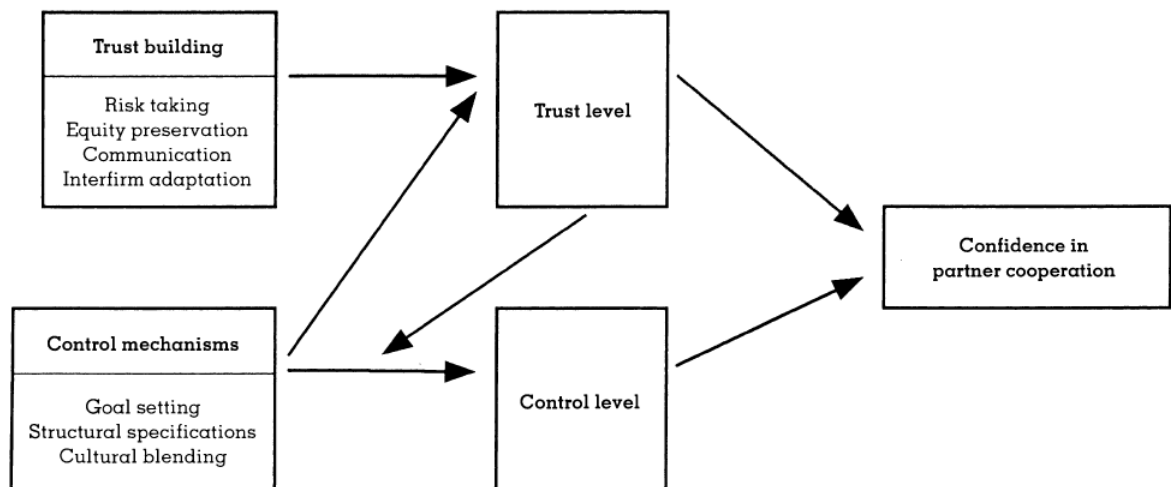 Trust building
Risk taking
Equity preservation
Communication
Interfirm adaptation
Trust level
Confidence in
partner cooperation
Control mechanisms
Goal setting
Structural specifications
Cultural blending
Control level